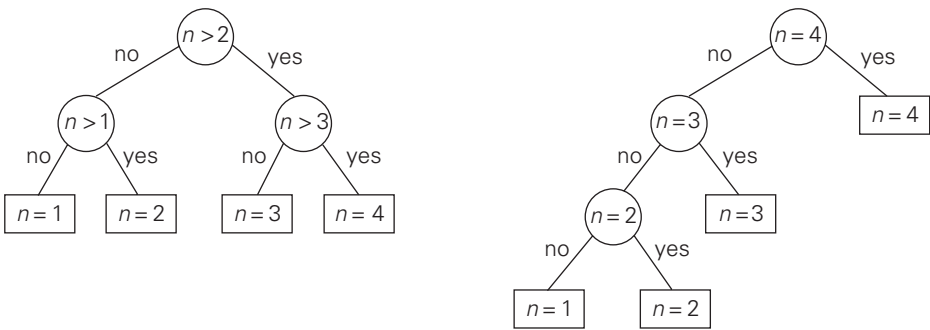 n > 2
no
yes
n > 1
n > 3
no
yes
no
yes
n = 1
n = 2
n = 3
n = 4
n = 4
no
yes
n = 3
n = 4
no
yes
n = 2
n = 3
no
yes
n = 1
n = 2